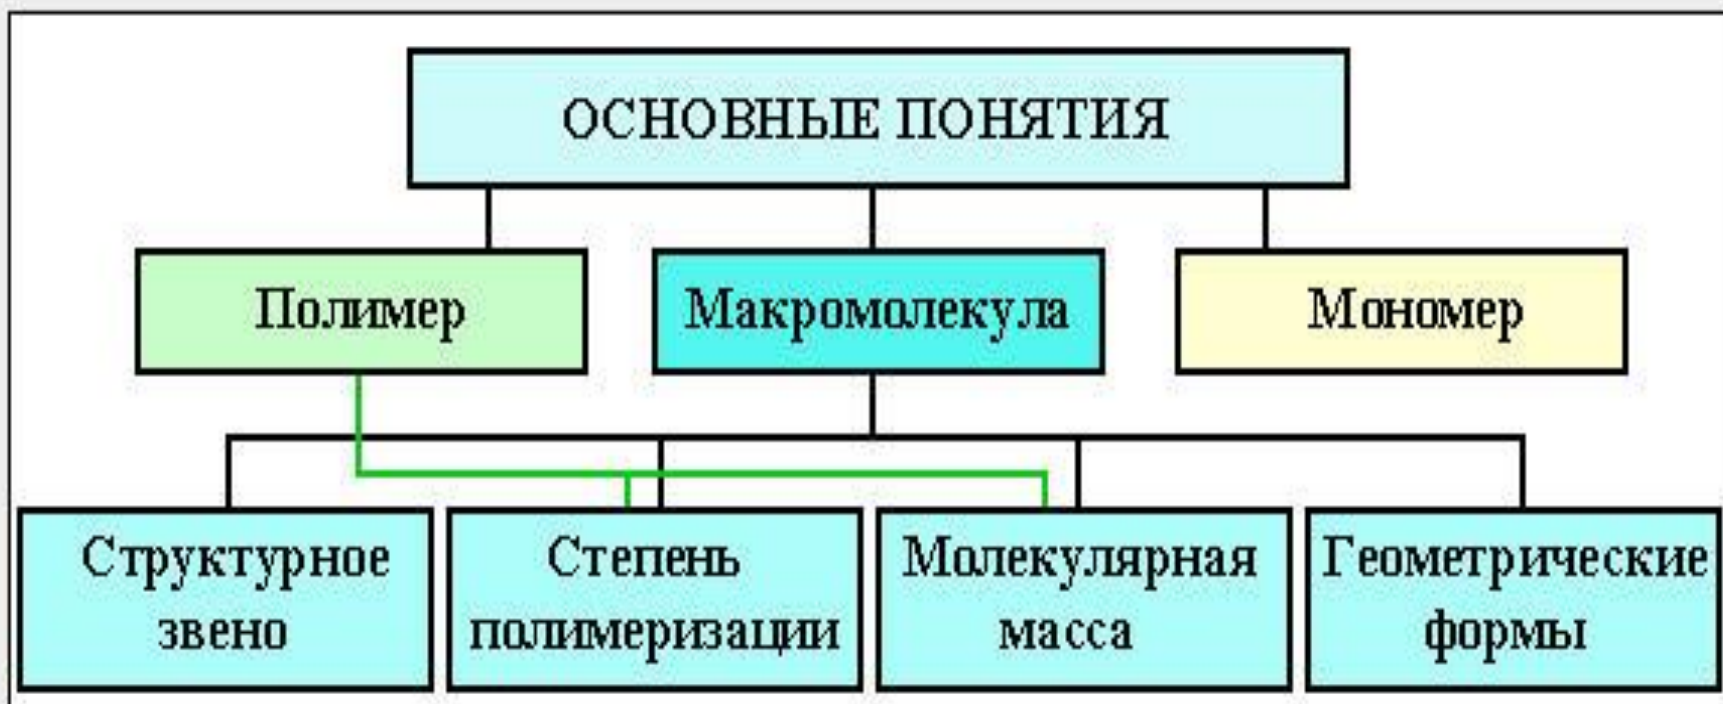 ОСНОВНЫЕ ПОНЯТИЯ
Полимер
Макромолекула
Мономер
Структурное
звено
Степень
полимеризации
Молекулярная
масса
Геометрические
формы